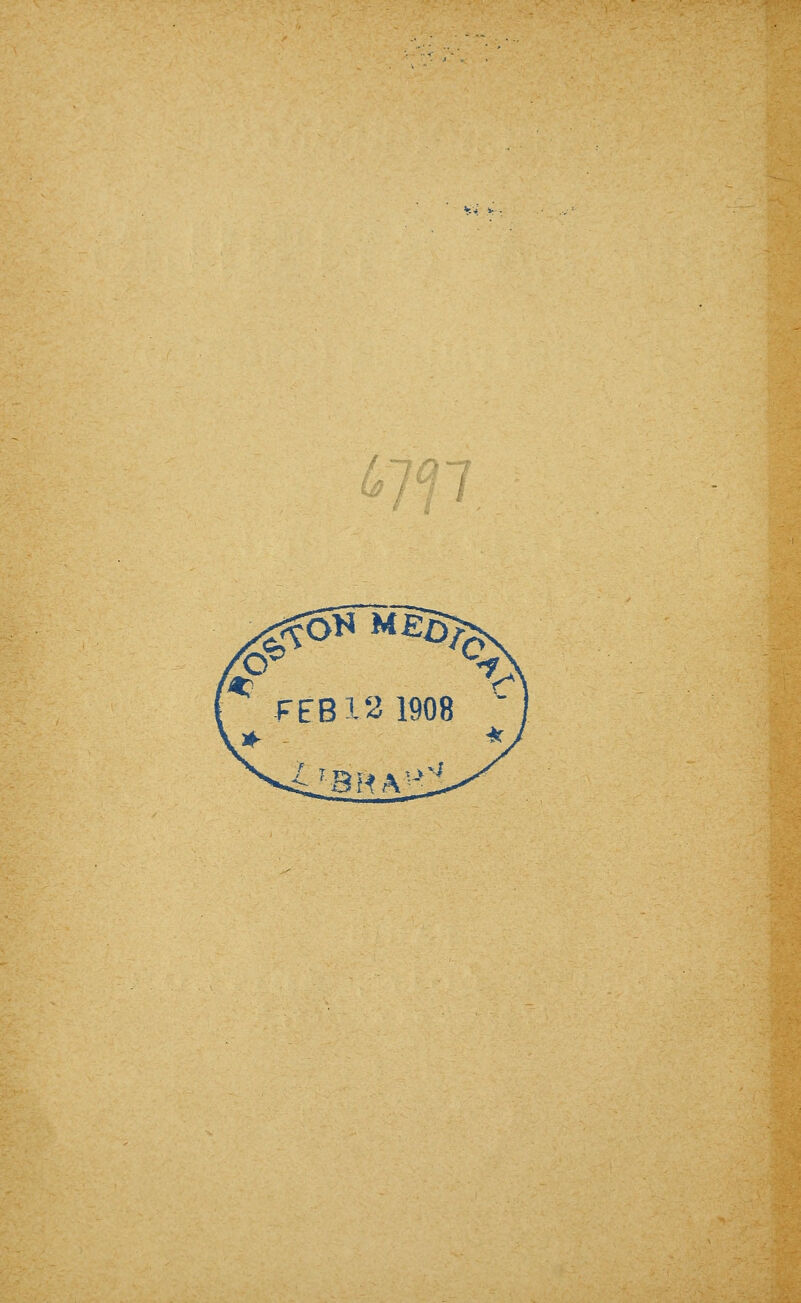 6797
BOSTON MEDICAL
FEB 12 1908
LIBRARY